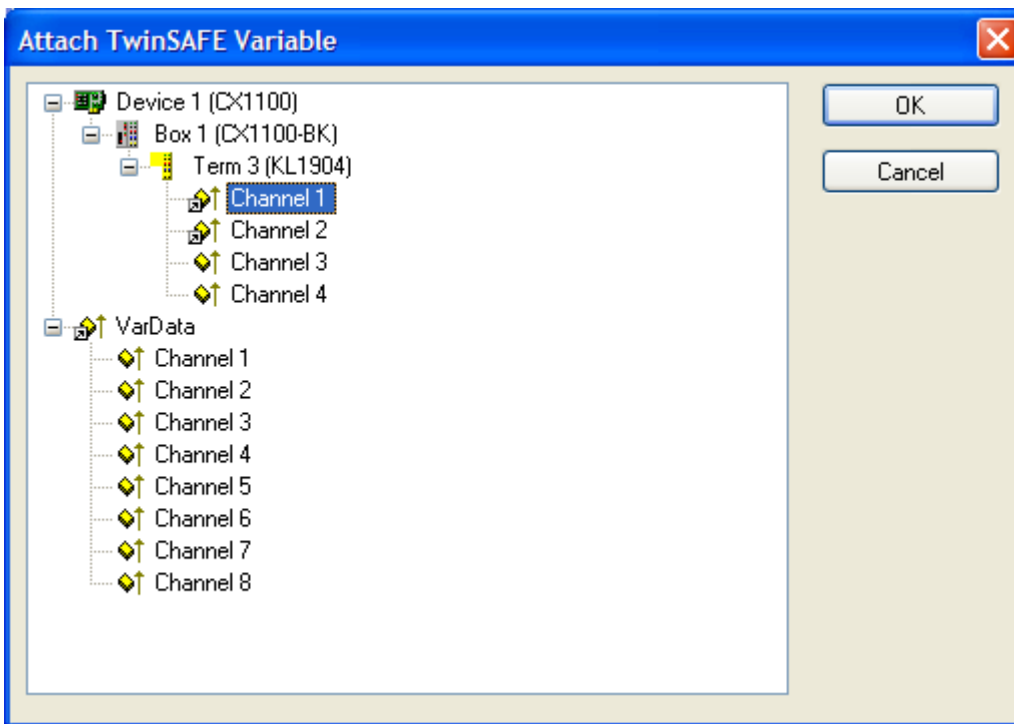 Attach TwinSAFE Variable
Device 1 (CX1100)
OK
Box 1 (CX1100-BK)
Term 3 (KL1904)
Cancel
Channel 1
Channel 2
Channel 3
Channel 4
VarData
Channel 1
Channel 2
Channel 3
Channel 4
Channel 5
Channel 6
Channel 7
Channel 8